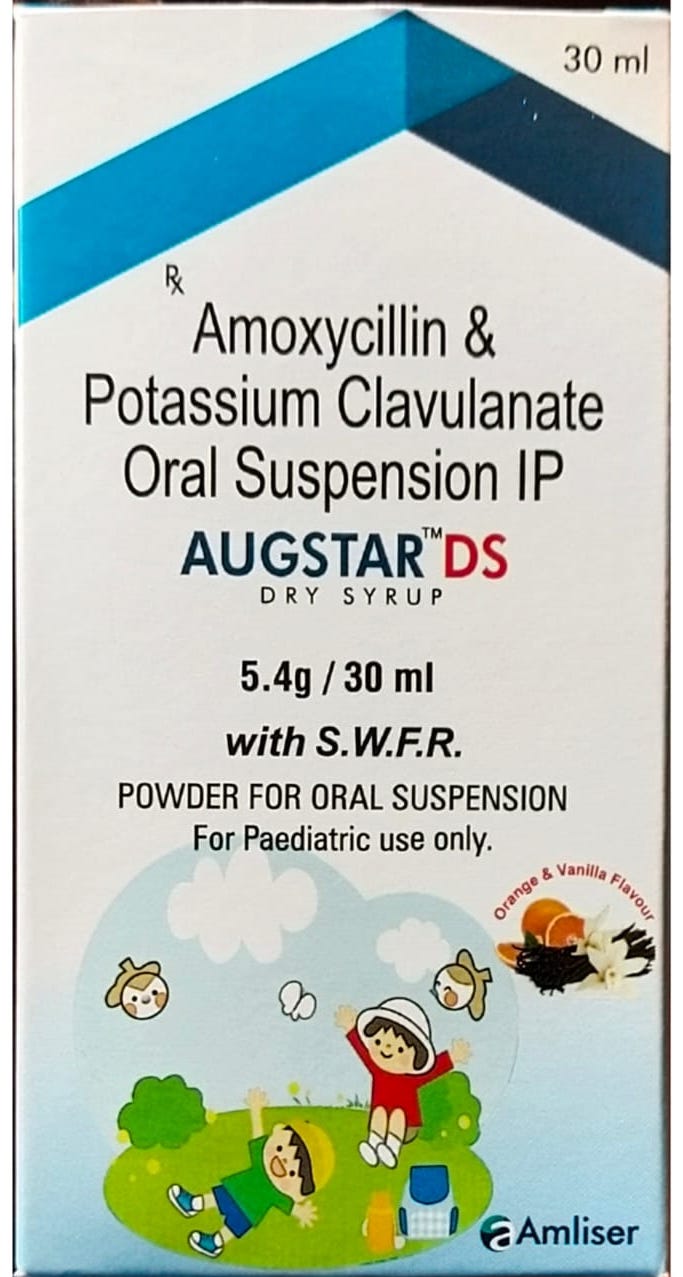 30 ml
Rx
Amoxycillin &
Potassium Clavulanate
Oral Suspension IP
AUGSTAR™DS
DRY SYRUP
5.4g / 30 ml
with S.W.F.R.
POWDER FOR ORAL SUSPENSION
For Paediatric use only.
Orange & Vanilla Flavour
Amliser